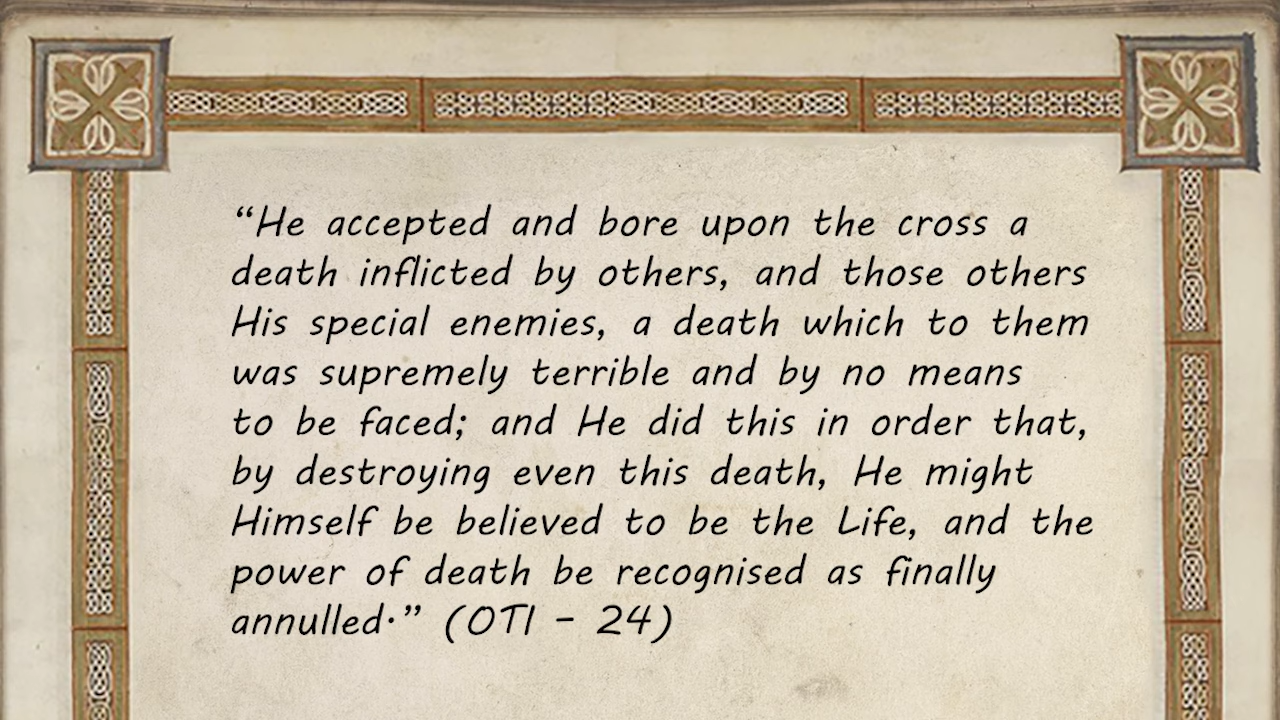 “He accepted and bore upon the cross a
death inflicted by others, and those others
His special enemies, a death which to them
was supremely terrible and by no means
to be faced; and He did this in order that,
by destroying even this death, He might
Himself be believed to be the Life, and the
power of death be recognised as finally
annulled·” (OTI - 24)